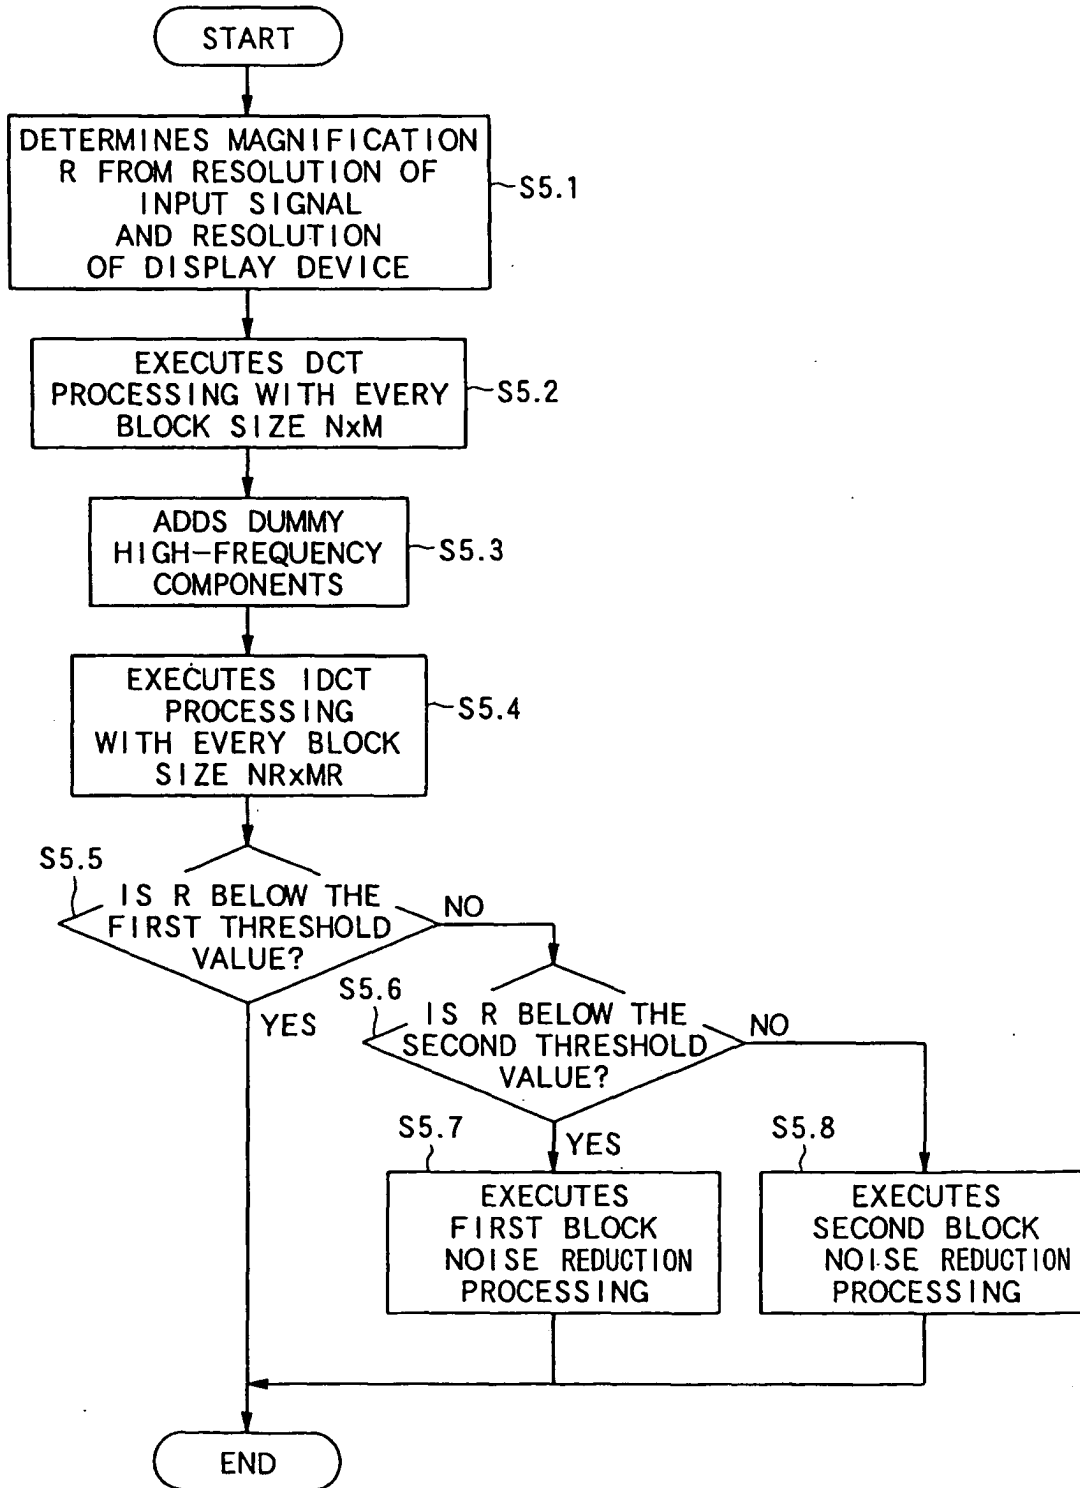 START
DETERMINES MAGNIFICATION
R FROM RESOLUTION OF
INPUT SIGNAL
AND RESOLUTION
OF DISPLAY DEVICE
S5.1
EXECUTES DCT
PROCESSING WITH EVERY
BLOCK SIZE NxM
S5.2
ADDS DUMMY
HIGH-FREQUENCY
COMPONENTS
S5.3
EXECUTES IDCT
PROCESSING
WITH EVERY BLOCK
SIZE NRxMR
S5.4
S5.5
IS R BELOW THE
FIRST THRESHOLD
VALUE?
NO
YES
S5.6
IS R BELOW THE
SECOND THRESHOLD
VALUE?
NO
YES
S5.7
EXECUTES
FIRST BLOCK
NOISE REDUCTION
PROCESSING
S5.8
EXECUTES
SECOND BLOCK
NOISE REDUCTION
PROCESSING
END